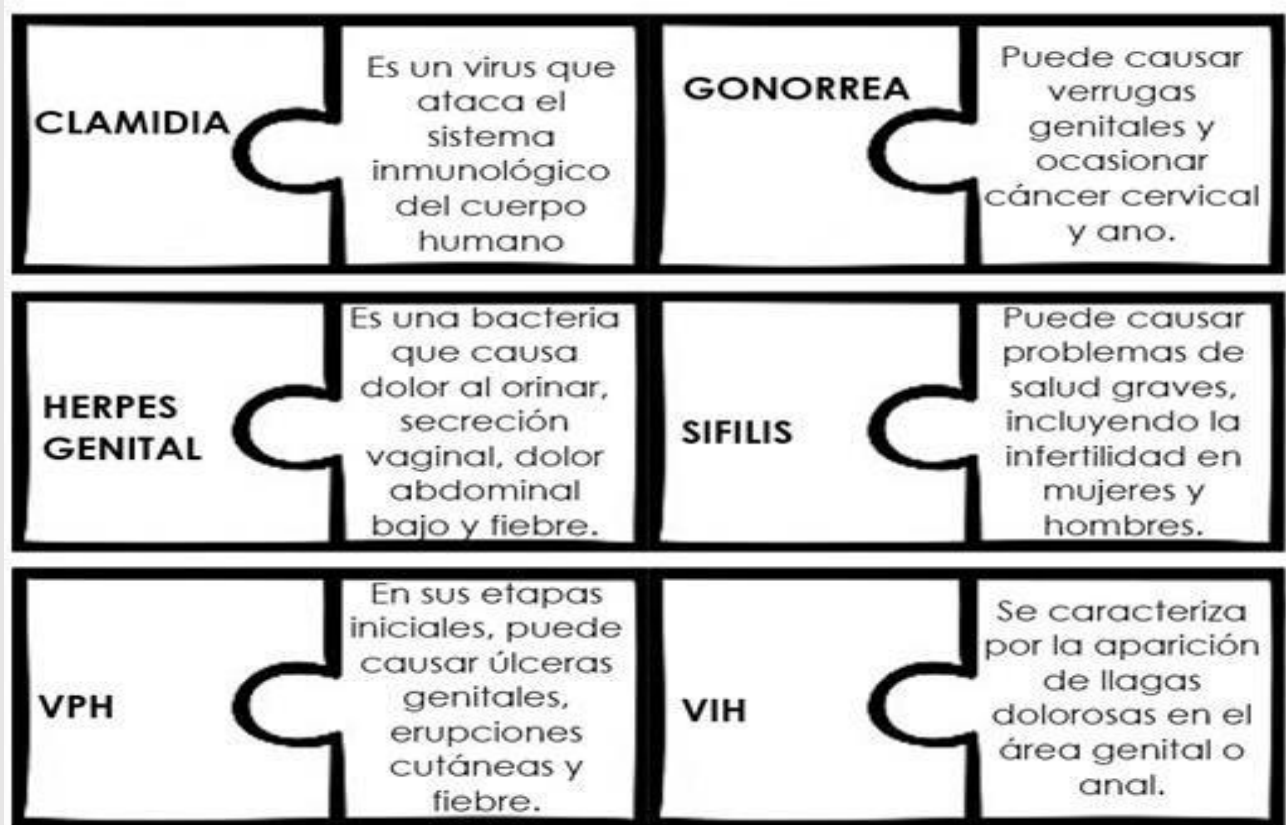 CLAMIDIA
Es un virus que
ataca el
sistema
inmunológico
del cuerpo
humano
GONORREA
Puede causar
verrugas
genitales y
ocasionar
cáncer cervical
y ano.
HERPES
GENITAL
Es una bacteria
que causa
dolor al orinar,
secreción
vaginal, dolor
abdominal
bajo y fiebre.
SIFILIS
Puede causar
problemas de
salud graves,
incluyendo la
infertilidad en
mujeres y
hombres.
VPH
En sus etapas
iniciales, puede
causar úlceras
genitales,
erupciones
cutáneas y
fiebre.
VIH
Se caracteriza
por la aparición
de llagas
dolorosas en el
área genital o
anal.